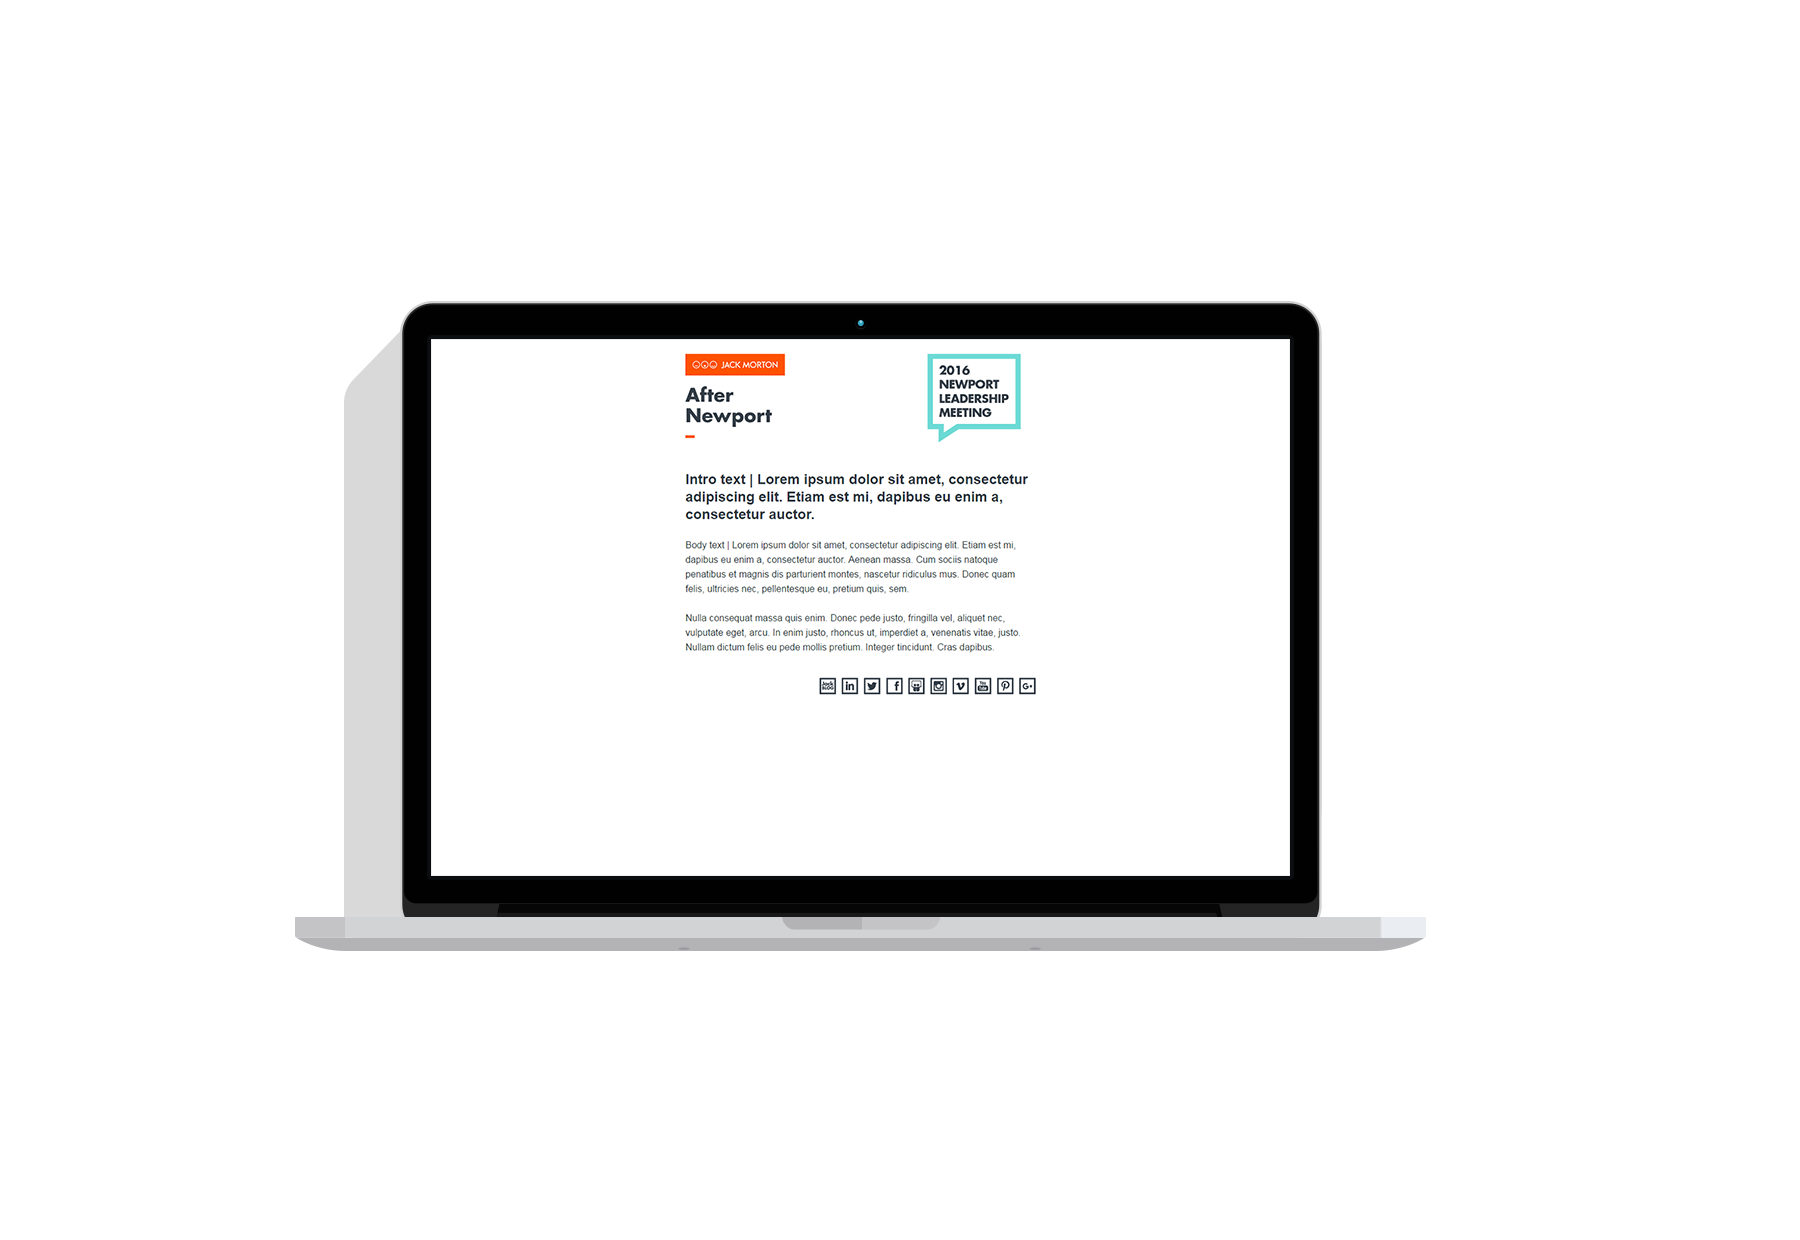 JACK MORTON
After
Newport
2016
NEWPORT
LEADERSHIP
MEETING
Intro text | Lorem ipsum dolor sit amet, consectetur
adipiscing elit. Etiam est mi, dapibus eu enim a,
consectetur auctor.
Body text | Lorem ipsum dolor sit amet, consectetur adipiscing elit. Etiam est mi,
dapibus eu enim a, consectetur auctor. Aenean massa. Cum sociis natoque
penatibus et magnis dis parturient montes, nascetur ridiculus mus. Donec quam
felis, ultricies nec, pellentesque eu, pretium quis, sem.
Nulla consequat massa quis enim. Donec pede justo, fringilla vel, aliquet nec,
vulputate eget, arcu. In enim justo, rhoncus ut, imperdiet a, venenatis vitae, justo.
Nullam dictum felis eu pede mollis pretium. Integer tincidunt. Cras dapibus.
Jack BLOG in f You Tube G+